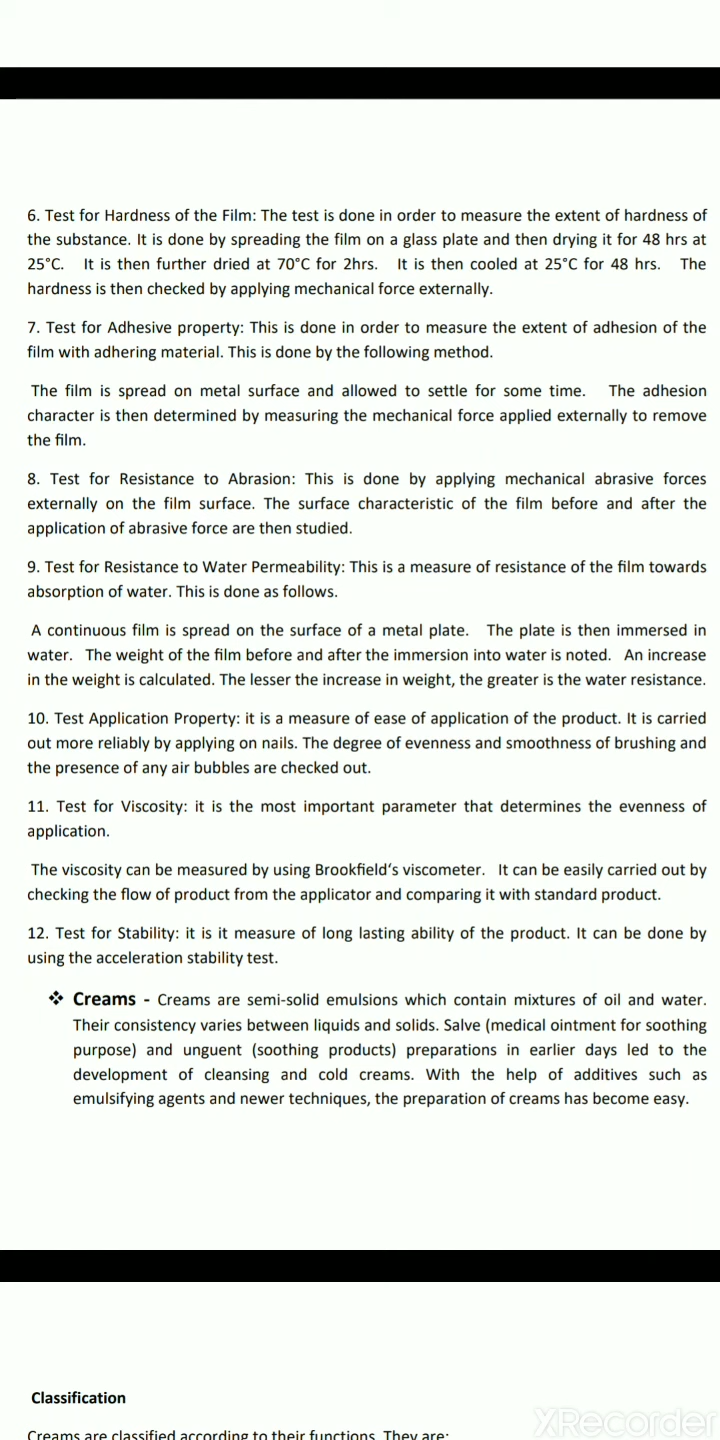 6. Test for Hardness of the Film: The test is done in order to measure the extent of hardness of
the substance. It is done by spreading the film on a glass plate and then drying it for 48 hrs at
25°C. It is then further dried at 70°C for 2hrs. It is then cooled at 25°C for 48 hrs. The
hardness is then checked by applying mechanical force externally.
7. Test for Adhesive property: This is done in order to measure the extent of adhesion of the
film with adhering material. This is done by the following method.
The film is spread on metal surface and allowed to settle for some time. The adhesion
character is then determined by measuring the mechanical force applied externally to remove
the film.
8. Test for Resistance to Abrasion: This is done by applying mechanical abrasive forces
externally on the film surface. The surface characteristic of the film before and after the
application of abrasive force are then studied.
9. Test for Resistance to Water Permeability: This is a measure of resistance of the film towards
absorption of water. This is done as follows.
A continuous film is spread on the surface of a metal plate. The plate is then immersed in
water. The weight of the film before and after the immersion into water is noted. An increase
in the weight is calculated. The lesser the increase in weight, the greater is the water resistance.
10. Test Application Property: it is a measure of ease of application of the product. It is carried
out more reliably by applying on nails. The degree of evenness and smoothness of brushing and
the presence of any air bubbles are checked out.
11. Test for Viscosity: it is the most important parameter that determines the evenness of
application.
The viscosity can be measured by using Brookfield‘s viscometer. It can be easily carried out by
checking the flow of product from the applicator and comparing it with standard product.
12. Test for Stability: it is it measure of long lasting ability of the product. It can be done by
using the acceleration stability test.
❖ Creams - Creams are semi-solid emulsions which contain mixtures of oil and water.
Their consistency varies between liquids and solids. Salve (medical ointment for soothing
purpose) and unguent (soothing products) preparations in earlier days led to the
development of cleansing and cold creams. With the help of additives such as
emulsifying agents and newer techniques, the preparation of creams has become easy.
Classification
Creams are classified according to their functions. They are:
XRecorder